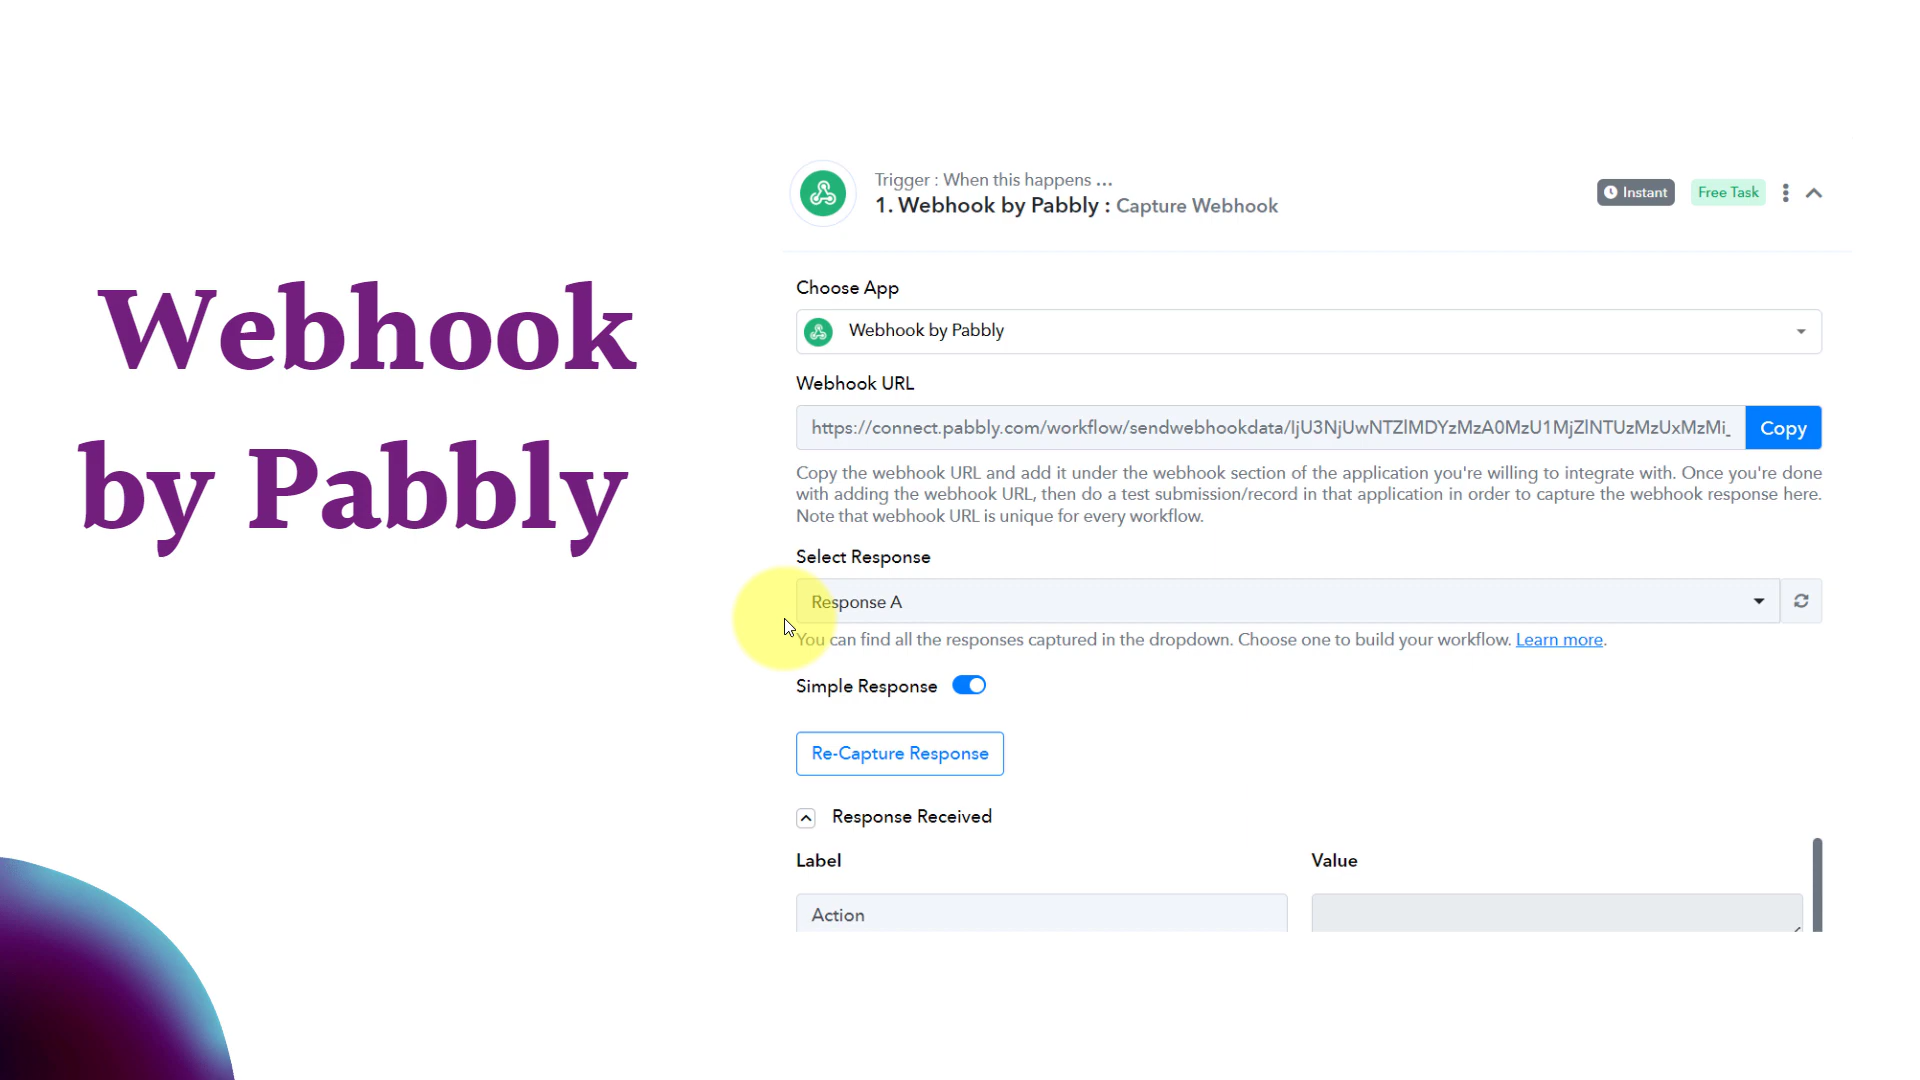 Webhook
by Pabbly
Trigger : When this happens ...
1. Webhook by Pabbly : Capture Webhook
Instant
Free Task
Choose App
Webhook by Pabbly
Webhook URL
https://connect.pabbly.com/workflow/sendwebhookdata/IjU3NjUwNTZlMDYzMzA0MzU1MjZlNTUzMzUxMzMi_
Copy
Copy the webhook URL and add it under the webhook section of the application you're willing to integrate with. Once you're done
with adding the webhook URL, then do a test submission/record in that application in order to capture the webhook response here.
Note that webhook URL is unique for every workflow.
Select Response
Response A
You can find all the responses captured in the dropdown. Choose one to build your workflow. Learn more.
Simple Response
Re-Capture Response
Response Received
Label
Value
Action